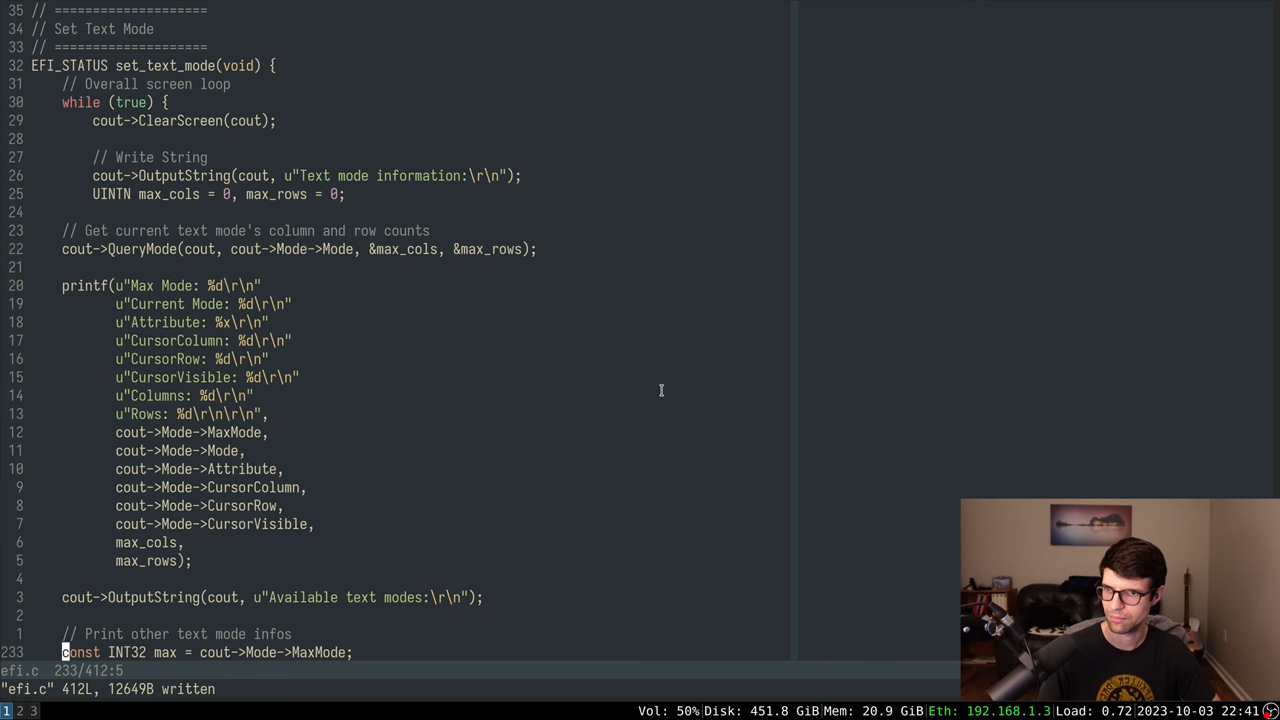 35 // ====================
34 // Set Text Mode
33 // ====================
32 EFI_STATUS set_text_mode(void) {
31     // Overall screen loop
30     while (true) {
29         cout->ClearScreen(cout);
28
27         // Write String
26         cout->OutputString(cout, u"Text mode information:\r\n");
25         UINTN max_cols = 0, max_rows = 0;
24
23     // Get current text mode's column and row counts
22     cout->QueryMode(cout, cout->Mode->Mode, &max_cols, &max_rows);
21
20     printf(u"Max Mode: %d\r\n"
19            u"Current Mode: %d\r\n"
18            u"Attribute: %x\r\n"
17            u"CursorColumn: %d\r\n"
16            u"CursorRow: %d\r\n"
15            u"CursorVisible: %d\r\n"
14            u"Columns: %d\r\n"
13            u"Rows: %d\r\n\r\n",
12            cout->Mode->MaxMode,
11            cout->Mode->Mode,
10            cout->Mode->Attribute,
9            cout->Mode->CursorColumn,
8            cout->Mode->CursorRow,
7            cout->Mode->CursorVisible,
6            max_cols,
5            max_rows);
4
3     cout->OutputString(cout, u"Available text modes:\r\n");
2
1     // Print other text mode infos
233     const INT32 max = cout->Mode->MaxMode;
efi.c  233/412:5
"efi.c" 412L, 12649B written
1 2 3 Vol: 50%|Disk: 451.8 GiB|Mem: 20.9 GiB|Eth: 192.168.1.3|Load: 0.72|2023-10-03 22:41